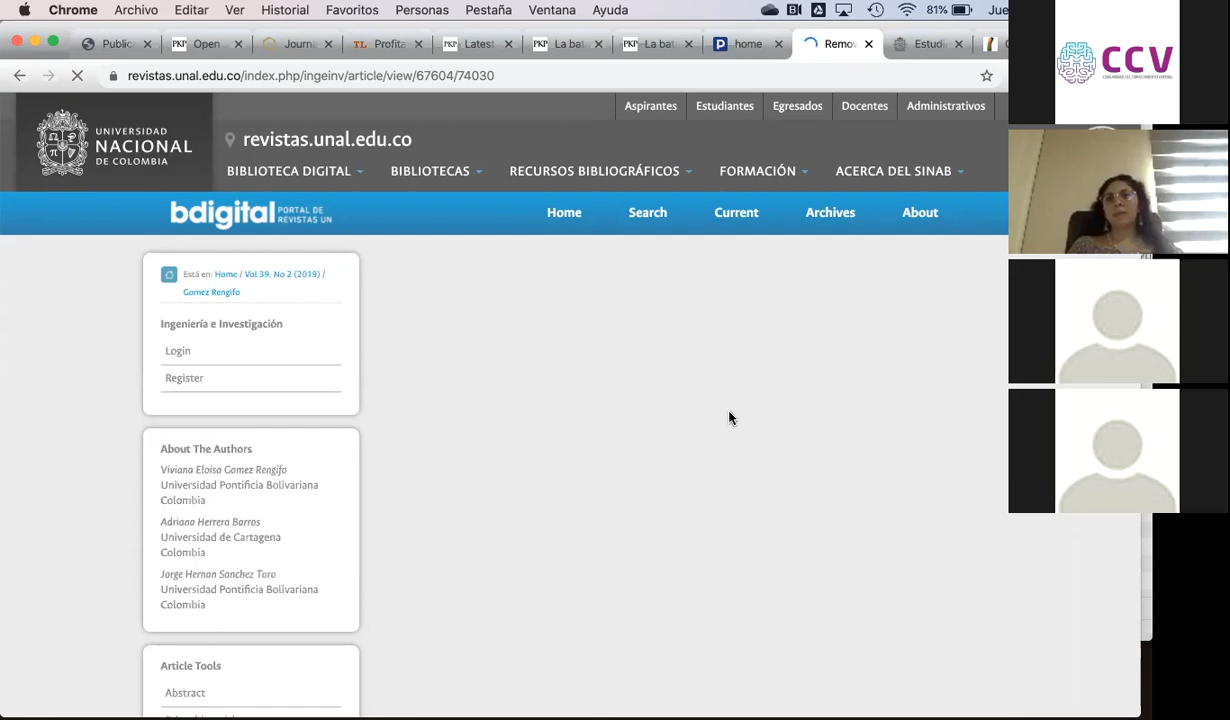 Chrome Archivo Editar Ver Historial Favoritos Personas Pestaña Ventana Ayuda 81% Jue
Public Open Journ Profita Latest La bat La bat home Remov Estudi
revistas.unal.edu.co/index.php/ingeinv/article/view/67604/74030
CCV
Aspirantes Estudiantes Egresados Docentes Administrativos
UNIVERSIDAD
NACIONAL
DE COLOMBIA
revistas.unal.edu.co
BIBLIOTECA DIGITAL BIBLIOTECAS RECURSOS BIBLIOGRÁFICOS FORMACIÓN ACERCA DEL SINAB
bdigital PORTAL DE
REVISTAS UN
Home Search Current Archives About
Está en: Home / Vol 39, No 2 (2019) /
Gomez Rengifo
Ingeniería e Investigación
Login
Register
About The Authors
Viviana Eloisa Gomez Rengifo
Universidad Pontificia Bolivariana
Colombia
Adriana Herrera Barros
Universidad de Cartagena
Colombia
Jorge Hernan Sanchez Toro
Universidad Pontificia Bolivariana
Colombia
Article Tools
Abstract